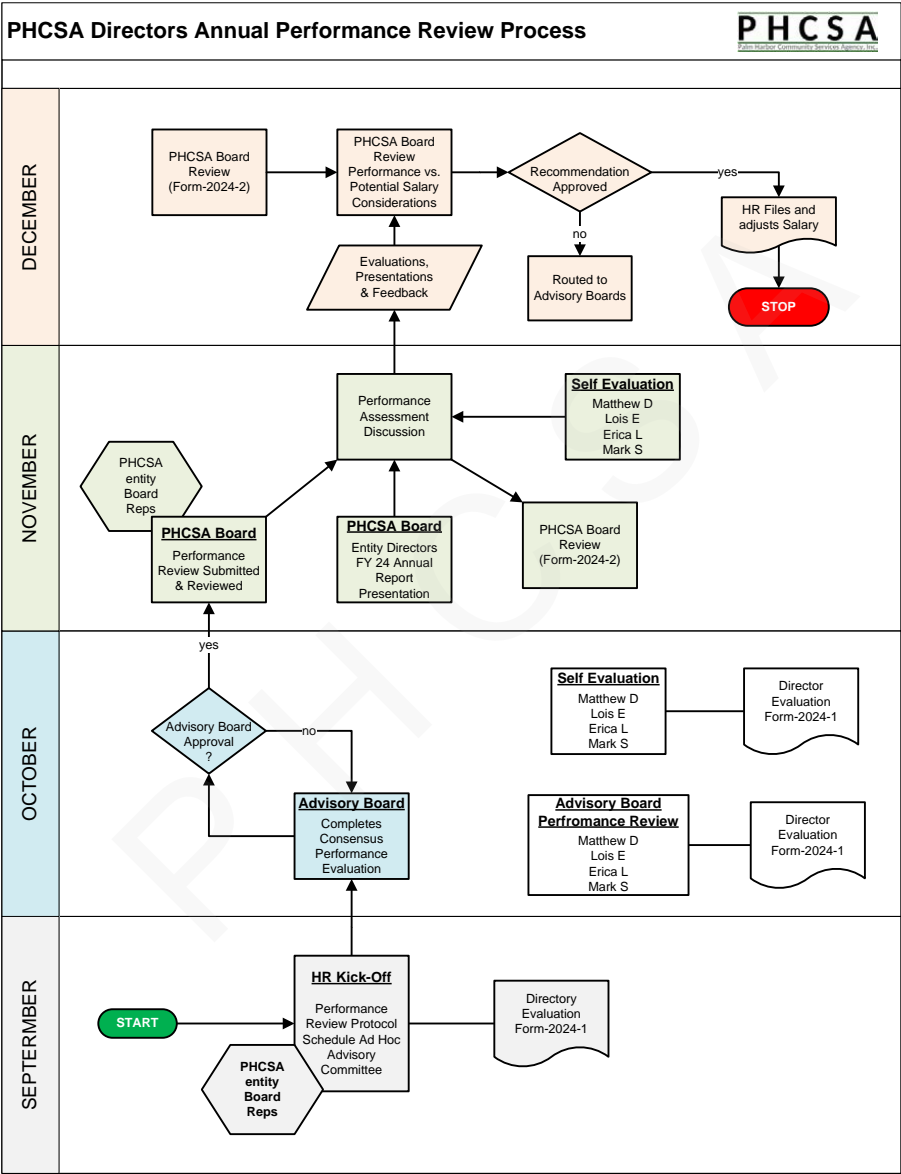 PHCSA Directors Annual Performance Review Process
PHCSA
Palm Harbor Community Services Agency, Inc.
DECEMBER
PHCSA Board
Review
(Form-2024-2)
PHCSA Board
Review
Performance vs.
Potential Salary
Considerations
Recommendation
Approved
yes
HR Files and
adjusts Salary
no
Evaluations,
Presentations
& Feedback
Routed to
Advisory Boards
STOP
NOVEMBER
Performance
Assessment
Discussion
Self Evaluation
Matthew D
Lois E
Erica L
Mark S
PHCSA
entity
Board
Reps
PHCSA Board
Performance
Review Submitted
& Reviewed
PHCSA Board
Entity Directors
FY 24 Annual
Report
Presentation
PHCSA Board
Review
(Form-2024-2)
OCTOBER
yes
Advisory Board
Approval
?
no
Advisory Board
Completes
Consensus
Performance
Evaluation
Self Evaluation
Matthew D
Lois E
Erica L
Mark S
Director
Evaluation
Form-2024-1
Advisory Board
Perfromance Review
Matthew D
Lois E
Erica L
Mark S
Director
Evaluation
Form-2024-1
SEPTERMBER
START
HR Kick-Off
Performance
Review Protocol
Schedule Ad Hoc
Advisory
Committee
PHCSA
entity
Board
Reps
Directory
Evaluation
Form-2024-1
PHCSA